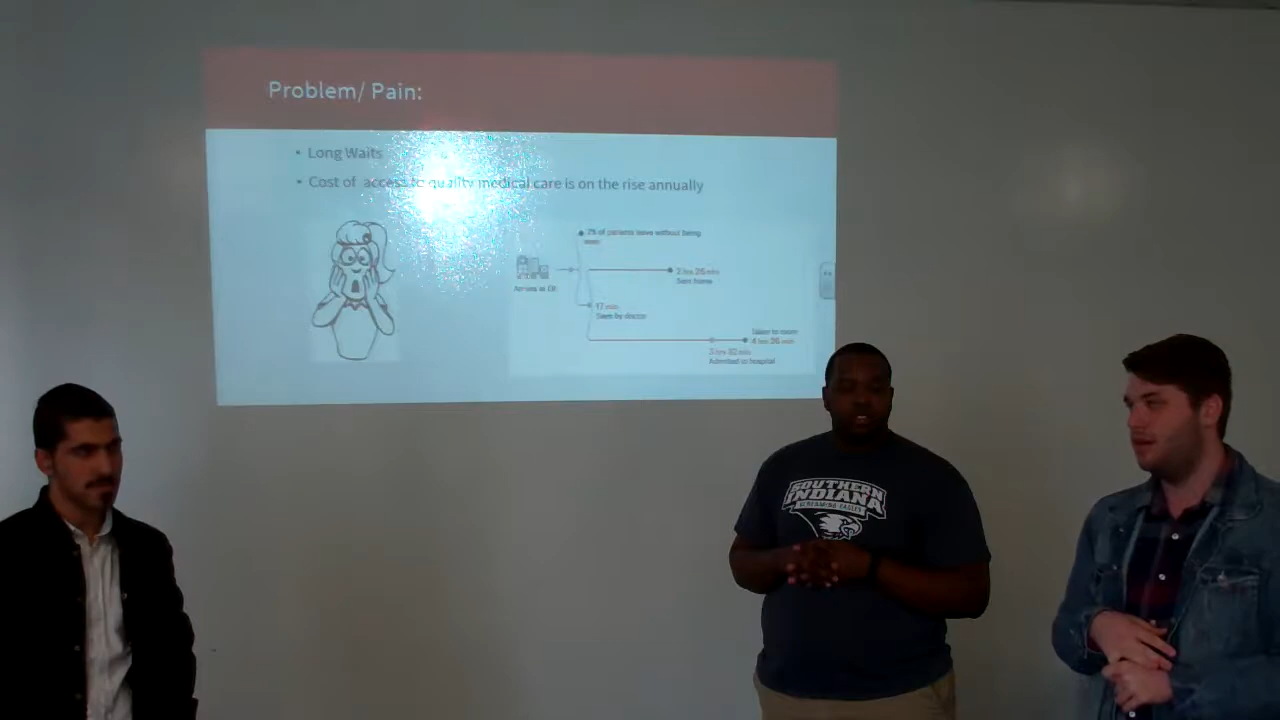 Problem/ Pain:
• Long Waits
• Cost of access to quality medical care is on the rise annually
2% of patients leave without being
seen
Arrives at ER
2 hrs 26 min
Sent home
17 min
Seen by doctor
Taken to room
4 hrs 36 min
Admitted to hospital
SOUTHERN
INDIANA
SCREAMING EAGLES